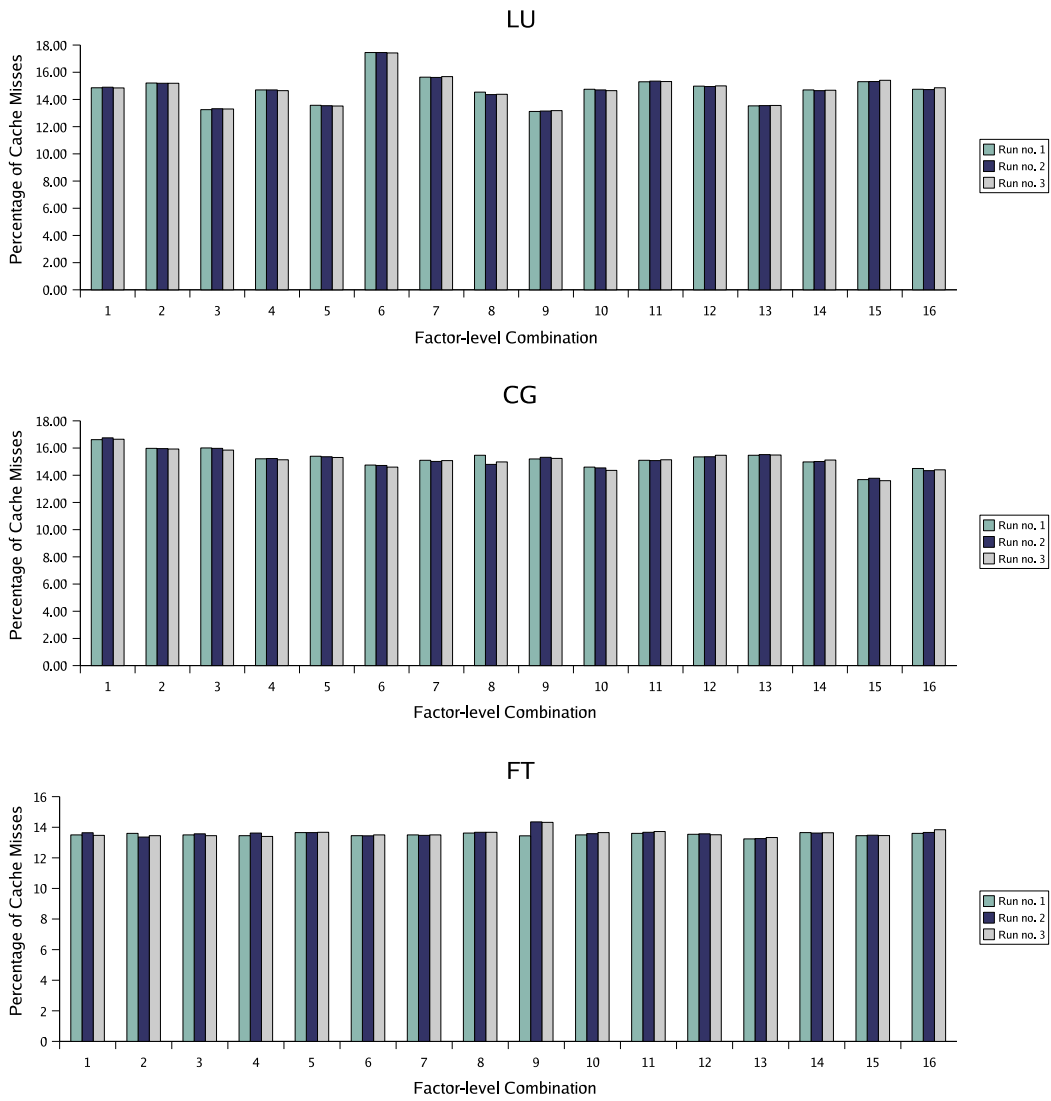 LU
Percentage of Cache Misses
18.00
16.00
14.00
12.00
10.00
8.00
6.00
4.00
2.00
0.00
1 2 3 4 5 6 7 8 9 10 11 12 13 14 15 16
Factor-level Combination
Run no. 1
Run no. 2
Run no. 3
CG
Percentage of Cache Misses
18.00
16.00
14.00
12.00
10.00
8.00
6.00
4.00
2.00
0.00
1 2 3 4 5 6 7 8 9 10 11 12 13 14 15 16
Factor-level Combination
Run no. 1
Run no. 2
Run no. 3
FT
Percentage of Cache Misses
16
14
12
10
8
6
4
2
0
1 2 3 4 5 6 7 8 9 10 11 12 13 14 15 16
Factor-level Combination
Run no. 1
Run no. 2
Run no. 3